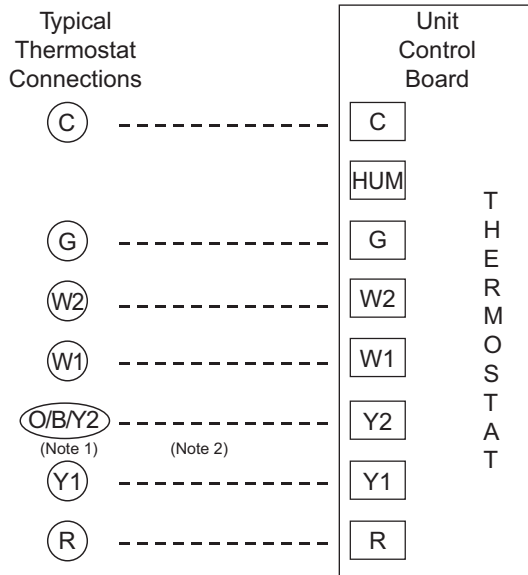 Typical
Thermostat
Connections
Unit
Control
Board
C
C
HUM
G
G
W2
W2
W1
W1
O/B/Y2
Y2
(Note 1)
(Note 2)
Y1
Y1
R
R
THERMOSTAT